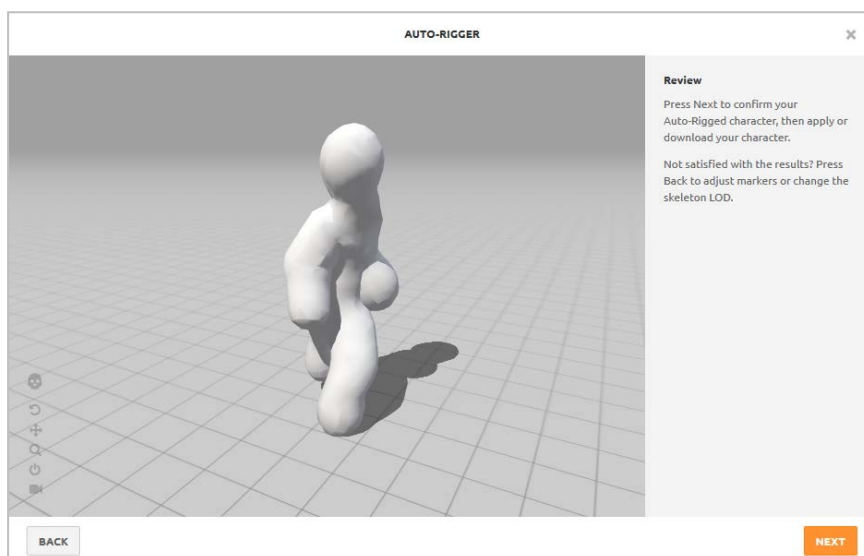 AUTO-RIGGER
×
Review
Press Next to confirm your
Auto-Rigged character, then apply or
download your character.
Not satisfied with the results? Press
Back to adjust markers or change the
skeleton LOD.
BACK
NEXT